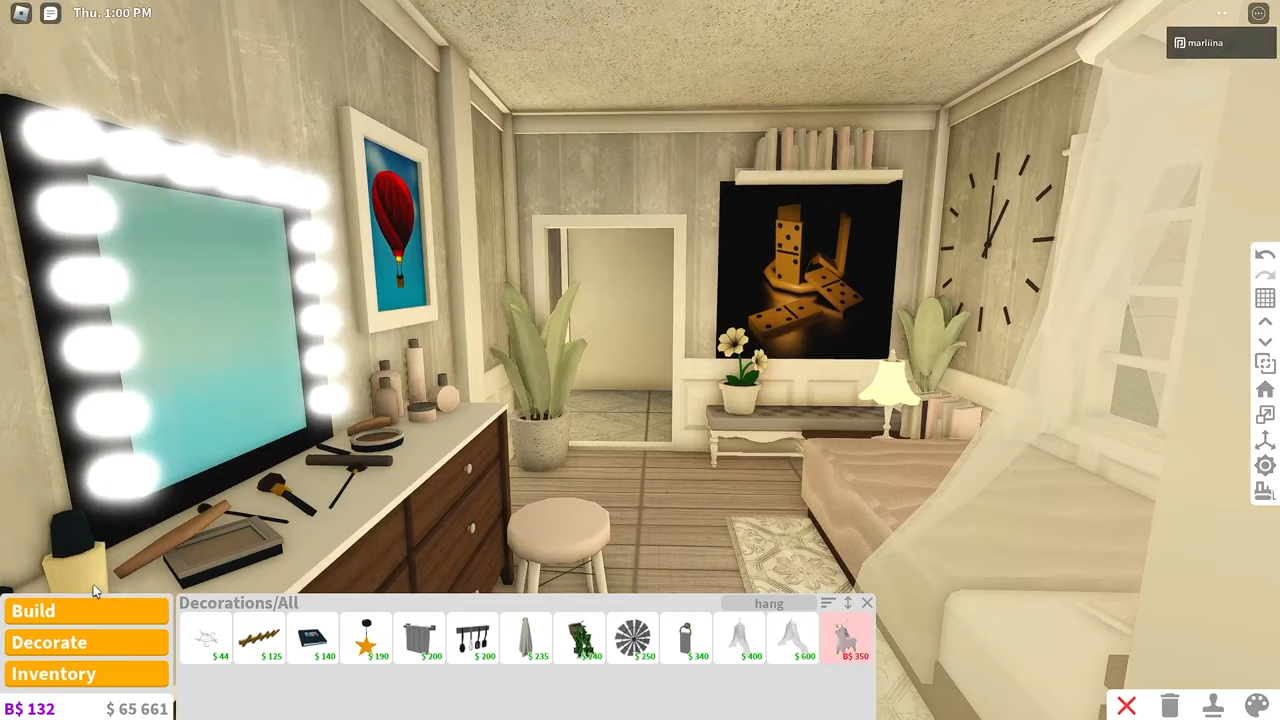 Thu. 1:00 PM
marliina
Build
Decorate
Inventory
B$ 132
$ 65 661
Decorations/All
hang
$ 44
$ 125
$ 140
$ 190
$ 200
$ 200
$ 235
$ 240
$ 250
$ 340
$ 400
$ 600
B$ 350